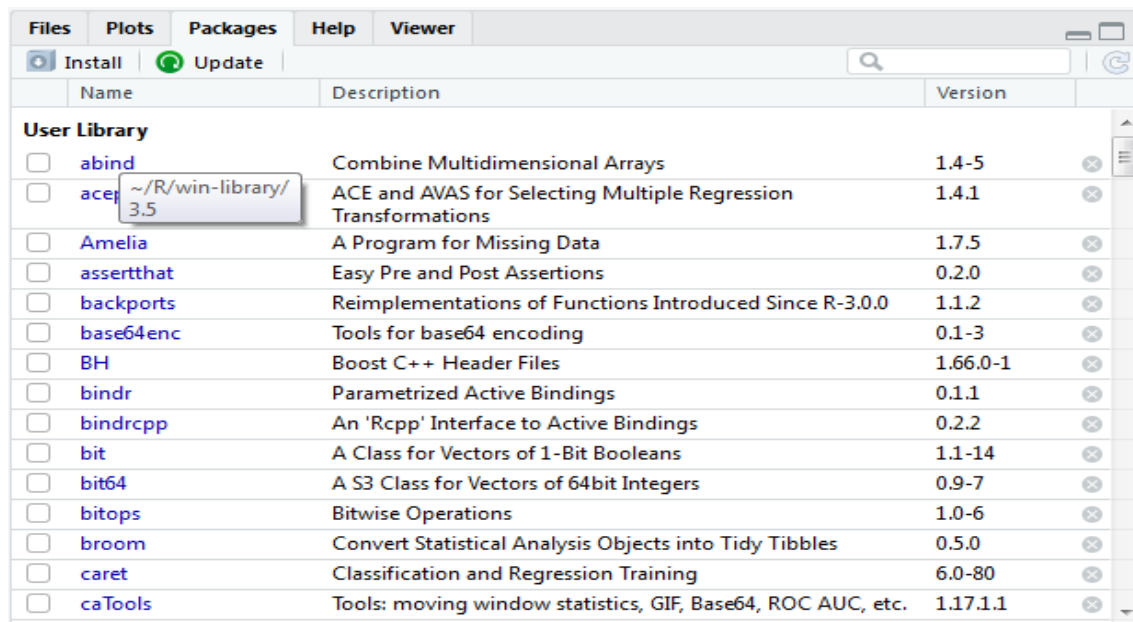 Files Plots Packages Help Viewer
Install Update
Name Description Version
User Library
abind Combine Multidimensional Arrays 1.4-5
~/R/win-library/
3.5
ACE and AVAS for Selecting Multiple Regression 1.4.1
Transformations
Amelia A Program for Missing Data 1.7.5
assertthat Easy Pre and Post Assertions 0.2.0
backports Reimplementations of Functions Introduced Since R-3.0.0 1.1.2
base64enc Tools for base64 encoding 0.1-3
BH Boost C++ Header Files 1.66.0-1
bindr Parametrized Active Bindings 0.1.1
bindrcpp An 'Rcpp' Interface to Active Bindings 0.2.2
bit A Class for Vectors of 1-Bit Booleans 1.1-14
bit64 A S3 Class for Vectors of 64bit Integers 0.9-7
bitops Bitwise Operations 1.0-6
broom Convert Statistical Analysis Objects into Tidy Tibbles 0.5.0
caret Classification and Regression Training 6.0-80
caTools Tools: moving window statistics, GIF, Base64, ROC AUC, etc. 1.17.1.1